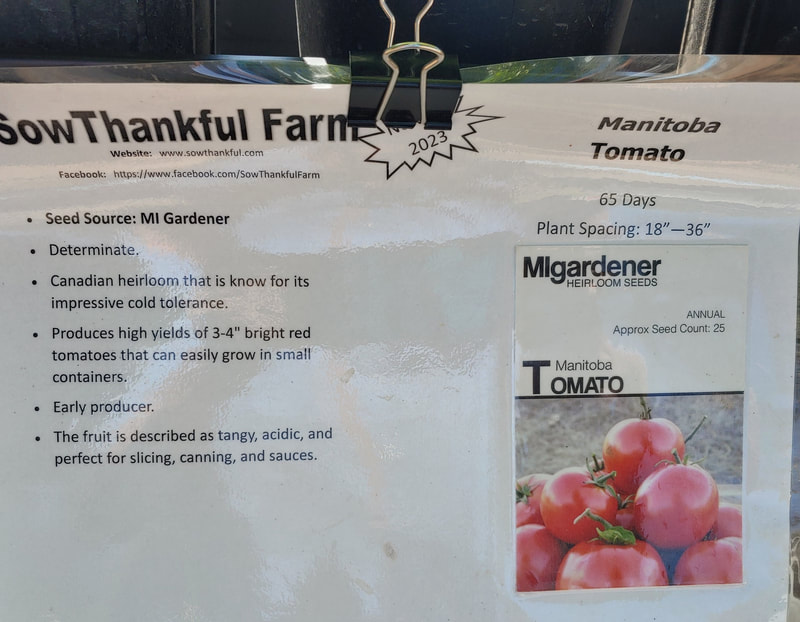 SowThankful Farm
Website: www.sowthankful.com
Facebook: https://www.facebook.com/SowThankfulFarm
2023
• Seed Source: MI Gardener
• Determinate.
• Canadian heirloom that is know for its
impressive cold tolerance.
• Produces high yields of 3-4" bright red
tomatoes that can easily grow in small
containers.
• Early producer.
• The fruit is described as tangy, acidic, and
perfect for slicing, canning, and sauces.
Manitoba
Tomato
65 Days
Plant Spacing: 18”—36”
MIgardener
HEIRLOOM SEEDS
ANNUAL
Approx Seed Count: 25
Manitoba
TOMATO